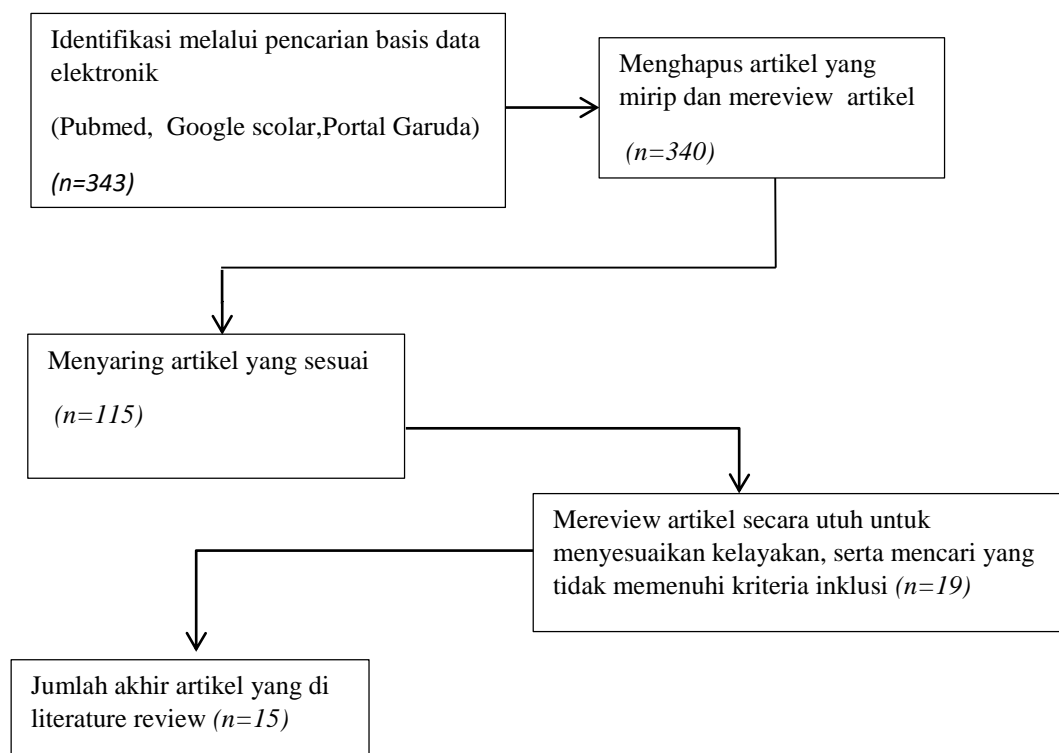 Identifikasi melalui pencarian basis data
elektronik
(Pubmed, Google scolar,Portal Garuda)
(n=343)
Menghapus artikel yang
mirip dan mereview artikel
(n=340)
Menyaring artikel yang sesuai
(n=115)
Mereview artikel secara utuh untuk
menyesuaikan kelayakan, serta mencari yang
tidak memenuhi kriteria inklusi (n=19)
Jumlah akhir artikel yang di
literature review (n=15)